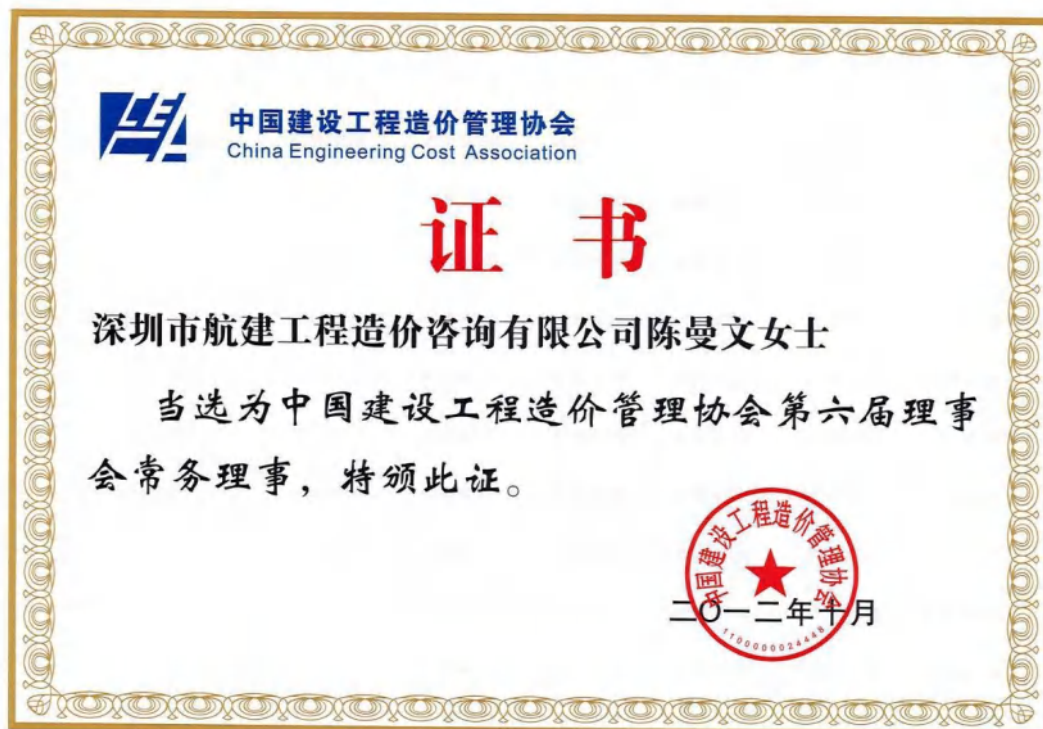 中国建设工程造价管理协会
China Engineering Cost Association
证书
深圳市航建工程造价咨询有限公司陈曼文女士
当选为中国建设工程造价管理协会第六届理事
会常务理事，特颁此证。
中国建设工程造价管理协会
二〇一二年十月
1100000024448